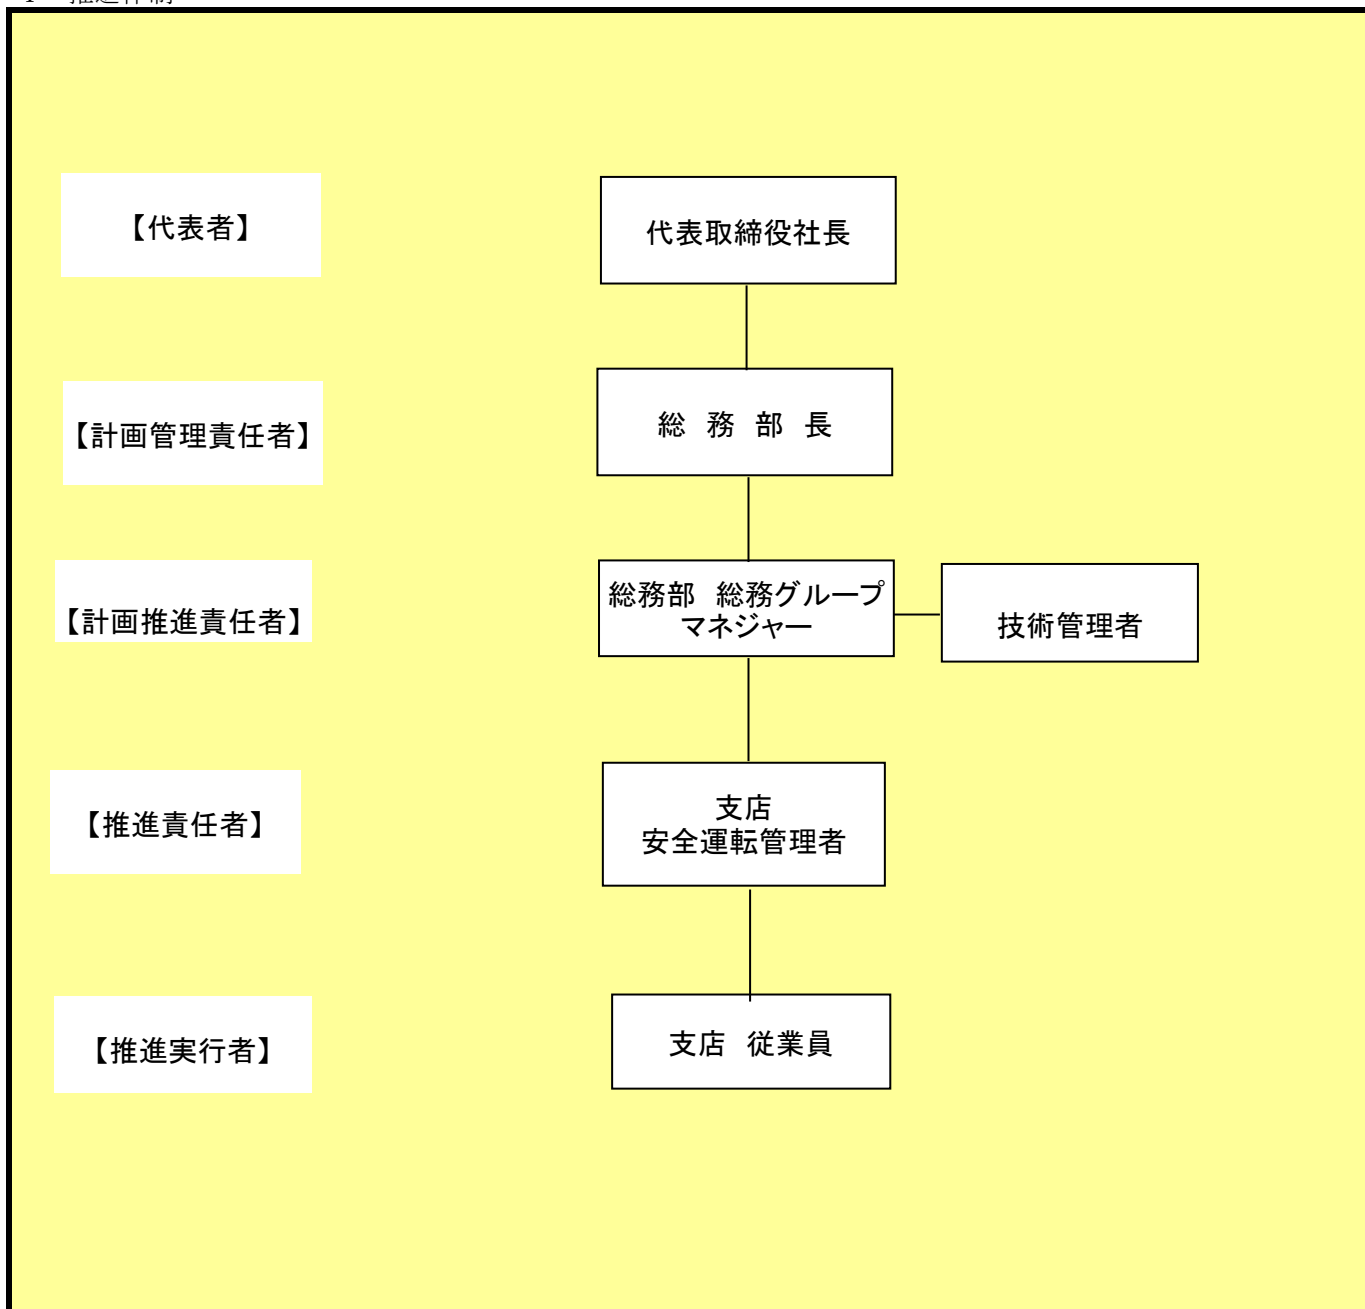 【代表者】
代表取締役社長
【計画管理責任者】
総 務 部 長
【計画推進責任者】
総務部 総務グループ
マネジャー
技術管理者
【推進責任者】
支店
安全運転管理者
【推進実行者】
支店 従業員